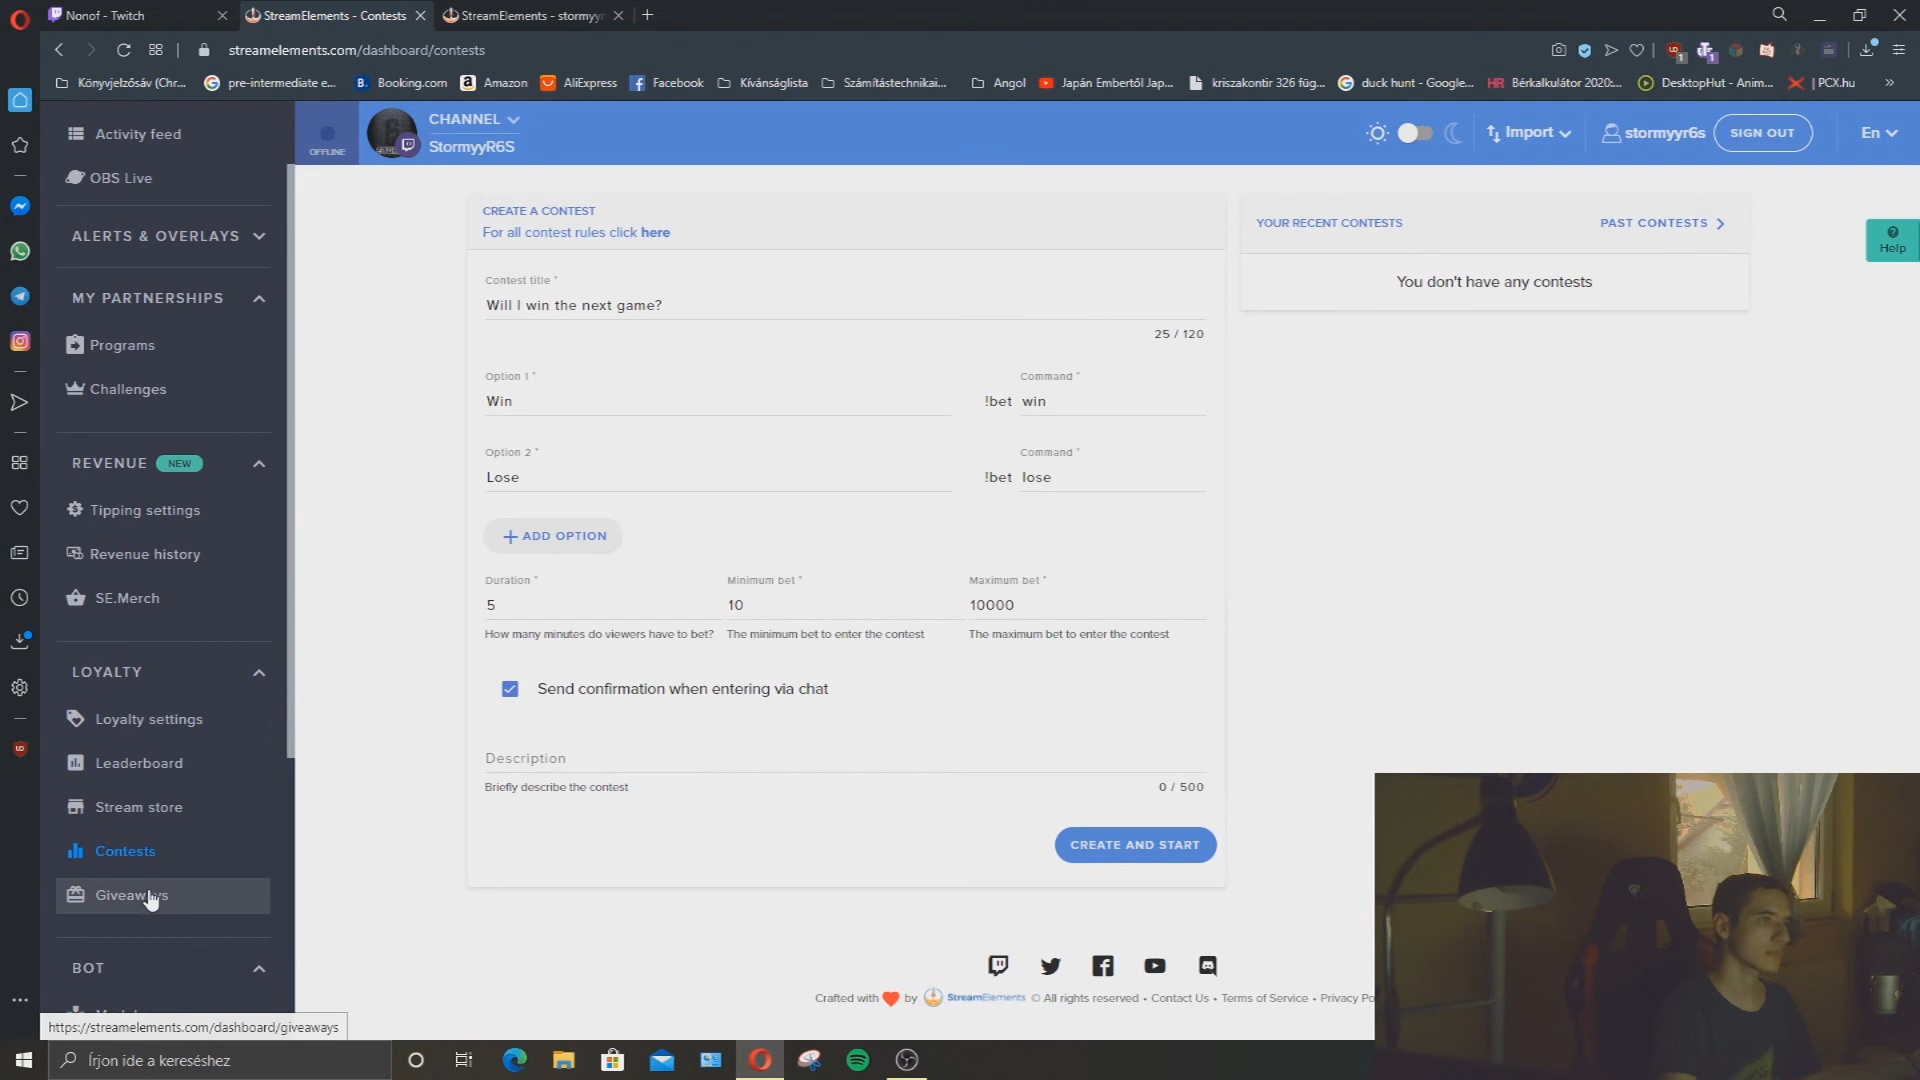 Nonof - Twitch
StreamElements - Contests
StreamElements - stormyyr
streamelements.com/dashboard/contests
Könyvjelzősáv (Chr...
pre-intermediate e...
Booking.com
Amazon
AliExpress
Facebook
Kívánságlista
Számítástechnikai...
Angol
Japán Embertől Jap...
kriszakontir 326 füg...
duck hunt - Google...
HR Bérkalkulátor 2020:...
DesktopHut - Anim...
| PCX.hu
»
Activity feed
OBS Live
ALERTS & OVERLAYS
MY PARTNERSHIPS
Programs
Challenges
REVENUE NEW
Tipping settings
Revenue history
SE.Merch
LOYALTY
Loyalty settings
Leaderboard
Stream store
Contests
Giveaways
BOT
https://streamelements.com/dashboard/giveaways
OFFLINE
CHANNEL
StormyyR6S
Import
stormyyr6s
SIGN OUT
En
CREATE A CONTEST
For all contest rules click here
Contest title *
Will I win the next game?
25 / 120
Option 1 *
Command *
Win
!bet win
Option 2 *
Command *
Lose
!bet lose
+ ADD OPTION
Duration *
Minimum bet *
Maximum bet *
5
10
10000
How many minutes do viewers have to bet?
The minimum bet to enter the contest
The maximum bet to enter the contest
Send confirmation when entering via chat
Description
Briefly describe the contest
0 / 500
CREATE AND START
YOUR RECENT CONTESTS
PAST CONTESTS
You don't have any contests
Help
Crafted with by StreamElements © All rights reserved • Contact Us • Terms of Service • Privacy Po
Írjon ide a kereséshez